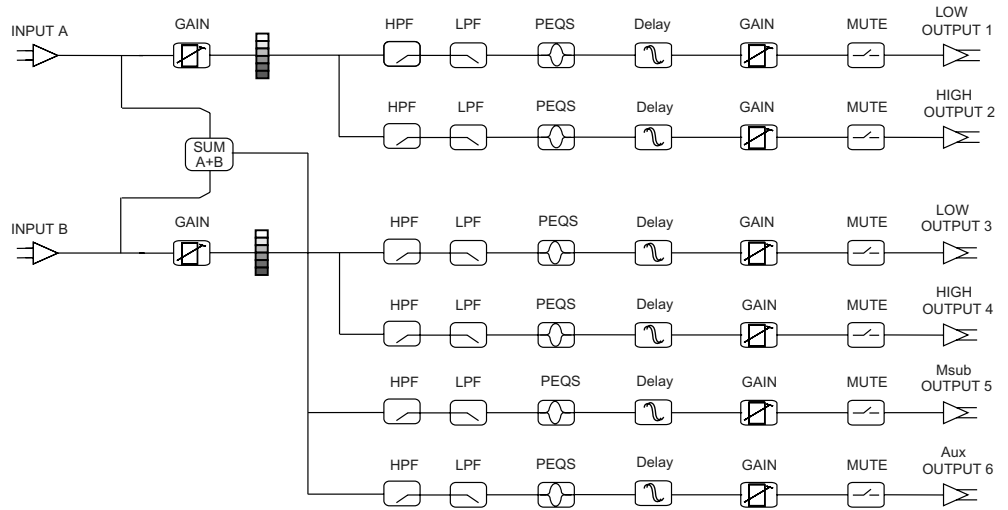 INPUT A
GAIN
HPF LPF PEQS Delay GAIN MUTE
LOW
OUTPUT 1
HPF LPF PEQS Delay GAIN MUTE
HIGH
OUTPUT 2
SUM
A+B
INPUT B
GAIN
HPF LPF PEQS Delay GAIN MUTE
LOW
OUTPUT 3
HPF LPF PEQS Delay GAIN MUTE
HIGH
OUTPUT 4
HPF LPF PEQS Delay GAIN MUTE
Msub
OUTPUT 5
HPF LPF PEQS Delay GAIN MUTE
Aux
OUTPUT 6